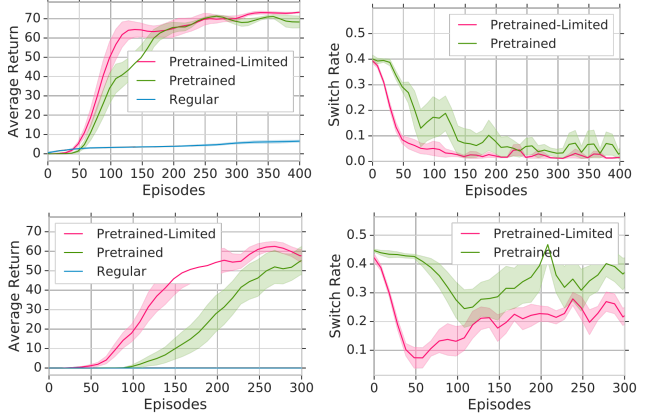 Average Return
70
60
50
40
30
20
10
0
Pretrained-Limited
Pretrained
Regular
0 50 100 150 200 250 300 350 400
Episodes
Switch Rate
0.6
0.5
0.4
0.3
0.2
0.1
0.0
Pretrained-Limited
Pretrained
0 50 100 150 200 250 300 350 400
Episodes
Average Return
70
60
50
40
30
20
10
0
Pretrained-Limited
Pretrained
Regular
0 50 100 150 200 250 300
Episodes
Switch Rate
0.5
0.4
0.3
0.2
0.1
Pretrained-Limited
Pretrained
0 50 100 150 200 250 300
Episodes